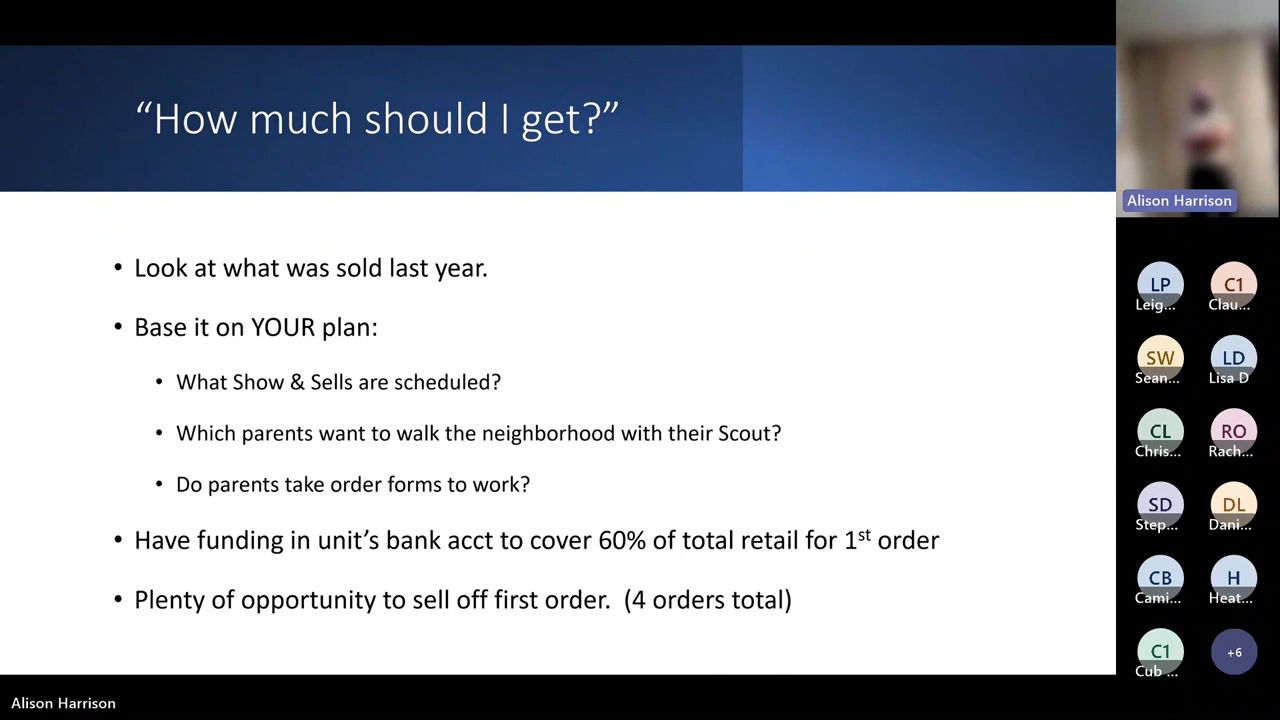 “How much should I get?”
• Look at what was sold last year.
• Base it on YOUR plan:
• What Show & Sells are scheduled?
• Which parents want to walk the neighborhood with their Scout?
• Do parents take order forms to work?
• Have funding in unit’s bank acct to cover 60% of total retail for 1st order
• Plenty of opportunity to sell off first order. (4 orders total)
Alison Harrison
LP
C1
Leig...
Clau...
SW
LD
Sean...
Lisa D
CL
RO
Chris...
Rach...
SD
DL
Step...
Dani...
CB
H
Cami...
Heat...
C1
+6
Cub ...
Alison Harrison